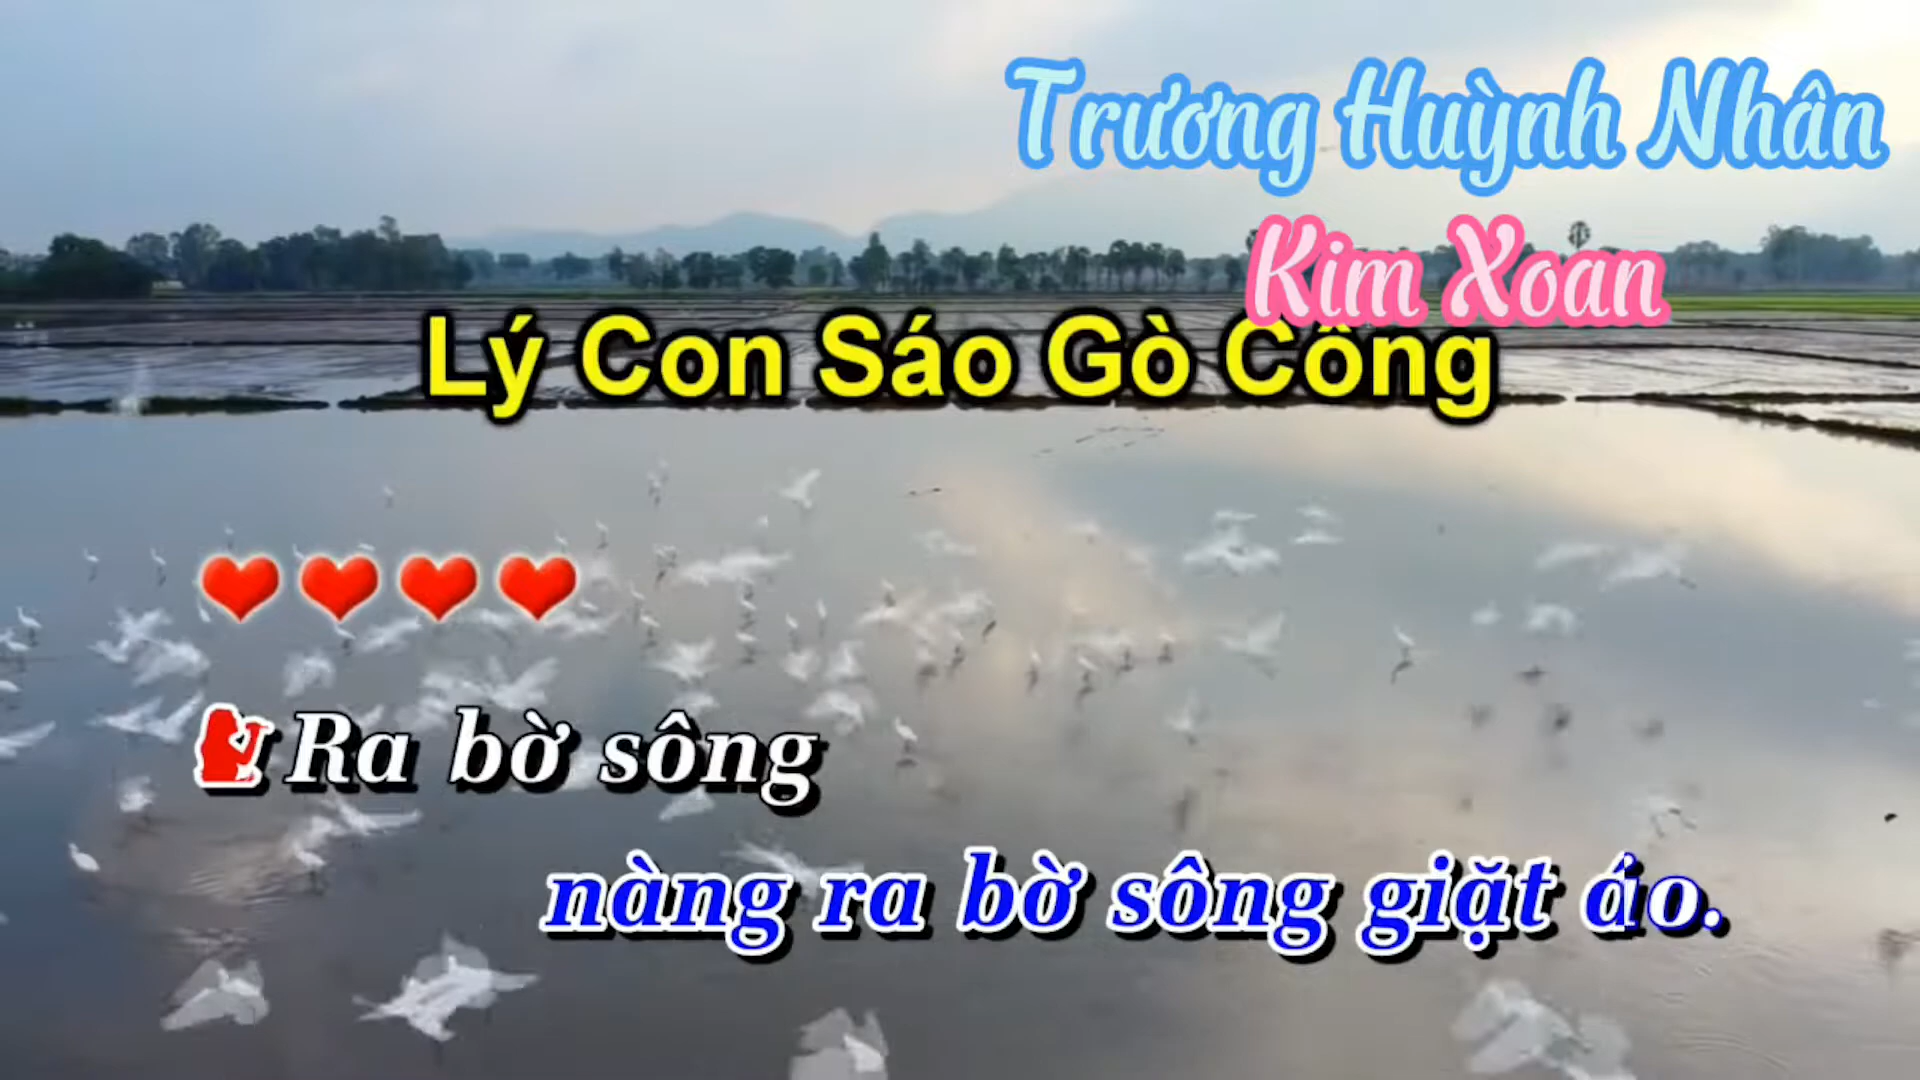 Trương Huỳnh Nhân
Kim Xoan
Lý Con Sáo Gò Công
Ra bờ sông
nàng ra bờ sông giặt áo.